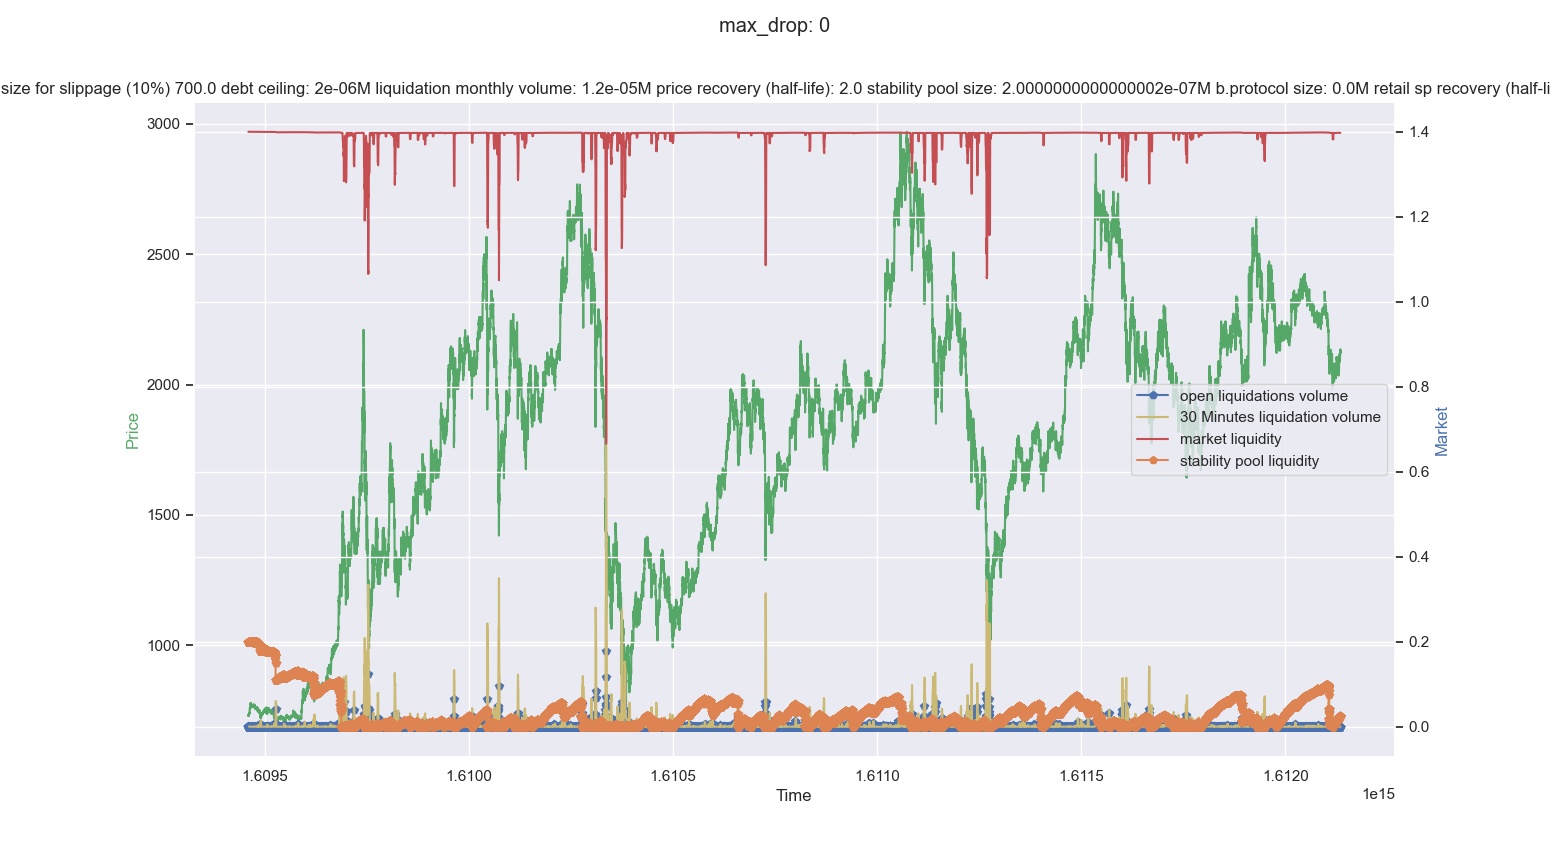 max_drop: 0
size for slippage (10%) 700.0 debt ceiling: 2e-06M liquidation monthly volume: 1.2e-05M price recovery (half-life): 2.0 stability pool size: 2.0000000000000002e-07M b.protocol size: 0.0M retail sp recovery (half-li
3000
2500
2000
1500
1000
Price
1.4
1.2
1.0
0.8
0.6
0.4
0.2
0.0
Market
open liquidations volume
30 Minutes liquidation volume
market liquidity
stability pool liquidity
1.6095
1.6100
1.6105
1.6110
1.6115
1.6120
1e15
Time